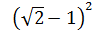 (√2 − 1)²